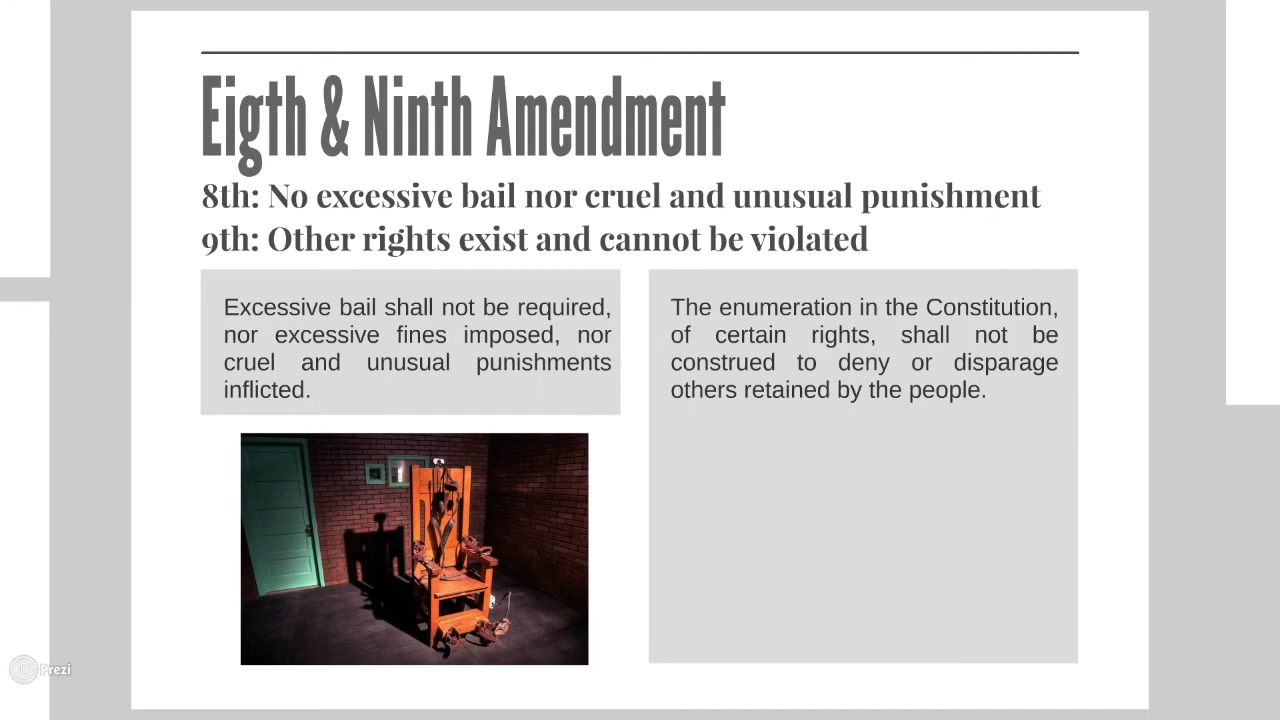 Eigth & Ninth Amendment
8th: No excessive bail nor cruel and unusual punishment
9th: Other rights exist and cannot be violated
Excessive bail shall not be required,
nor excessive fines imposed, nor
cruel and unusual punishments
inflicted.
The enumeration in the Constitution,
of certain rights, shall not be
construed to deny or disparage
others retained by the people.
Prezi